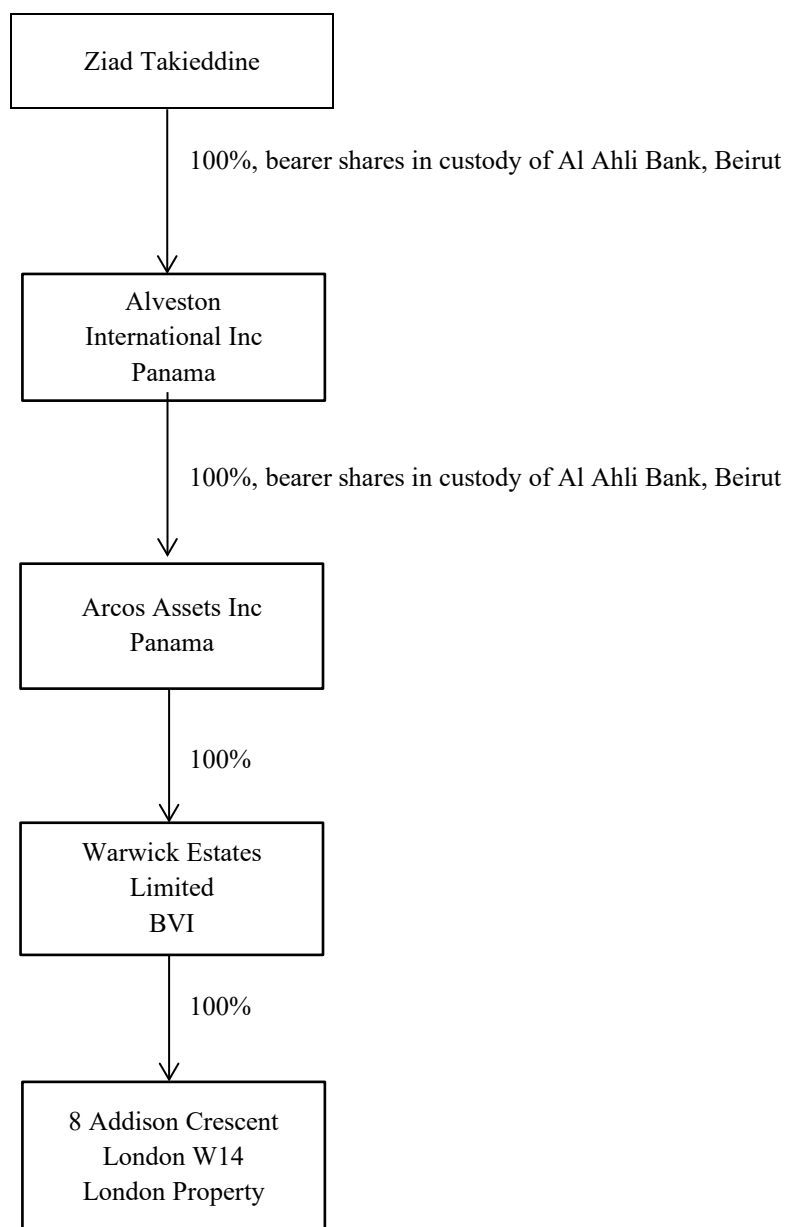 Ziad Takieddine
100%, bearer shares in custody of Al Ahli Bank, Beirut
Alveston
International Inc
Panama
100%, bearer shares in custody of Al Ahli Bank, Beirut
Arcos Assets Inc
Panama
100%
Warwick Estates
Limited
BVI
100%
8 Addison Crescent
London W14
London Property